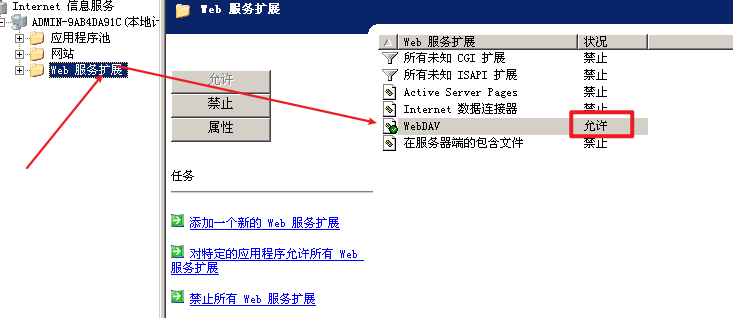 Internet 信息服务
Web 服务扩展
ADMIN-9AB4DA91C(本地计
应用程序池
网站
Web 服务扩展
允许
禁止
属性
任务
添加一个新的 Web 服务扩展
对特定的应用程序允许所有 Web
服务扩展
禁止所有 Web 服务扩展
Web 服务扩展 状况
所有未知 CGI 扩展 禁止
所有未知 ISAPI 扩展 禁止
Active Server Pages 禁止
Internet 数据连接器 禁止
WebDAV 允许
在服务器端的包含文件 禁止